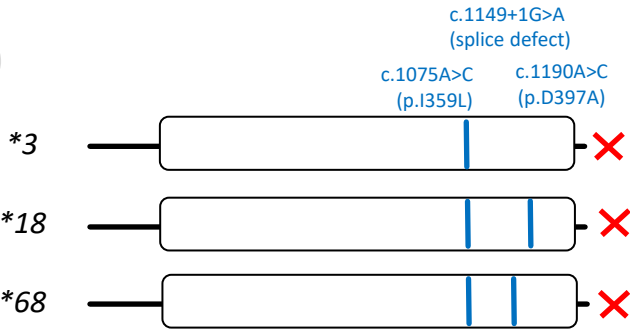 c.1149+1G>A
(splice defect)
c.1075A>C
(p.I359L)
c.1190A>C
(p.D397A)
*3
*18
*68